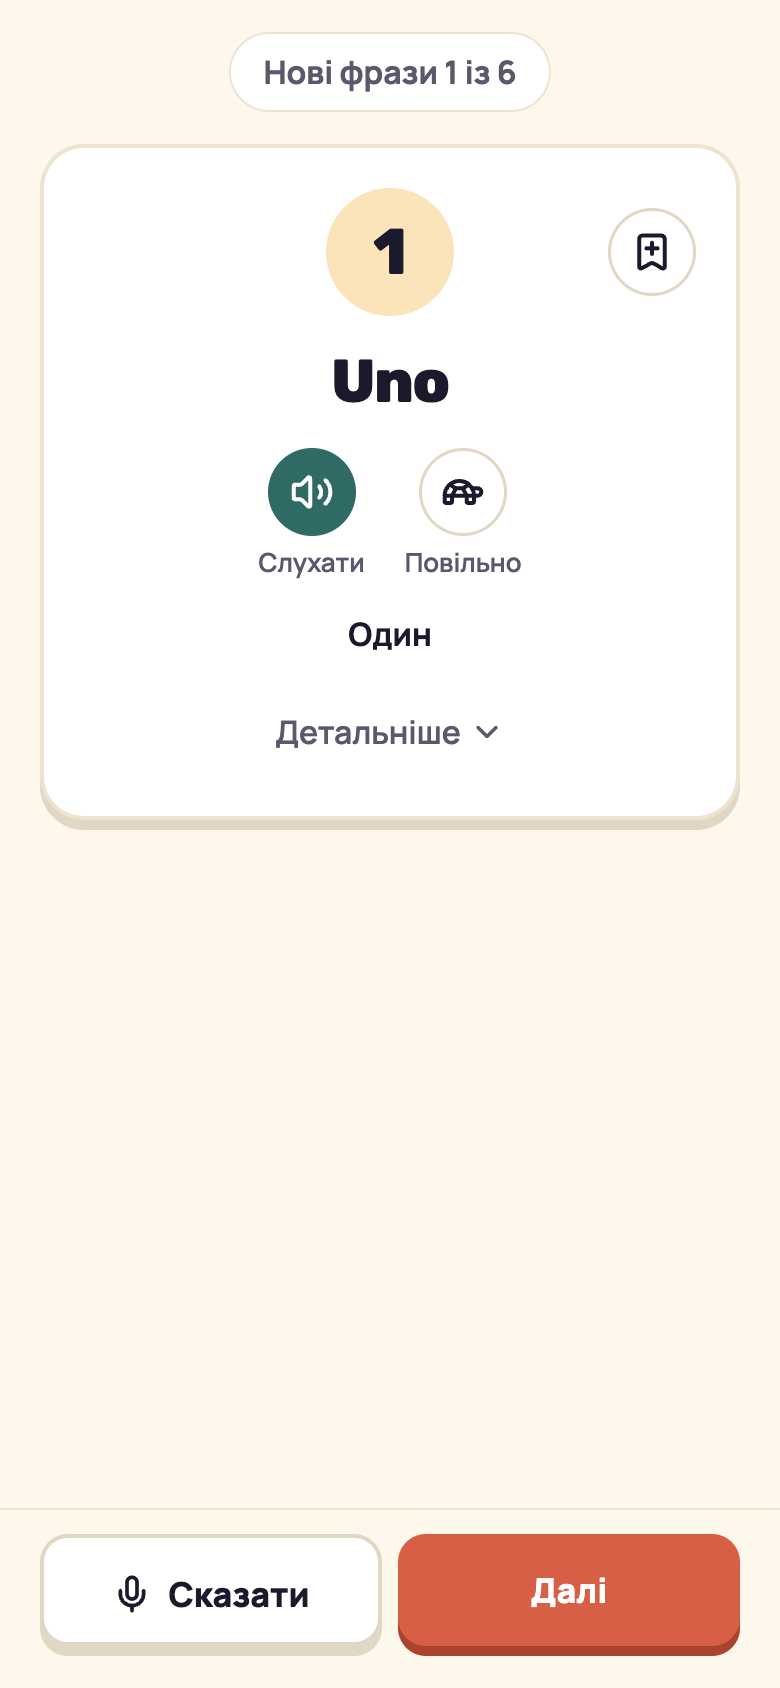 Нові фрази 1 із 6
1
Uno
Слухати
Повільно
Один
Детальніше
Сказати
Далі